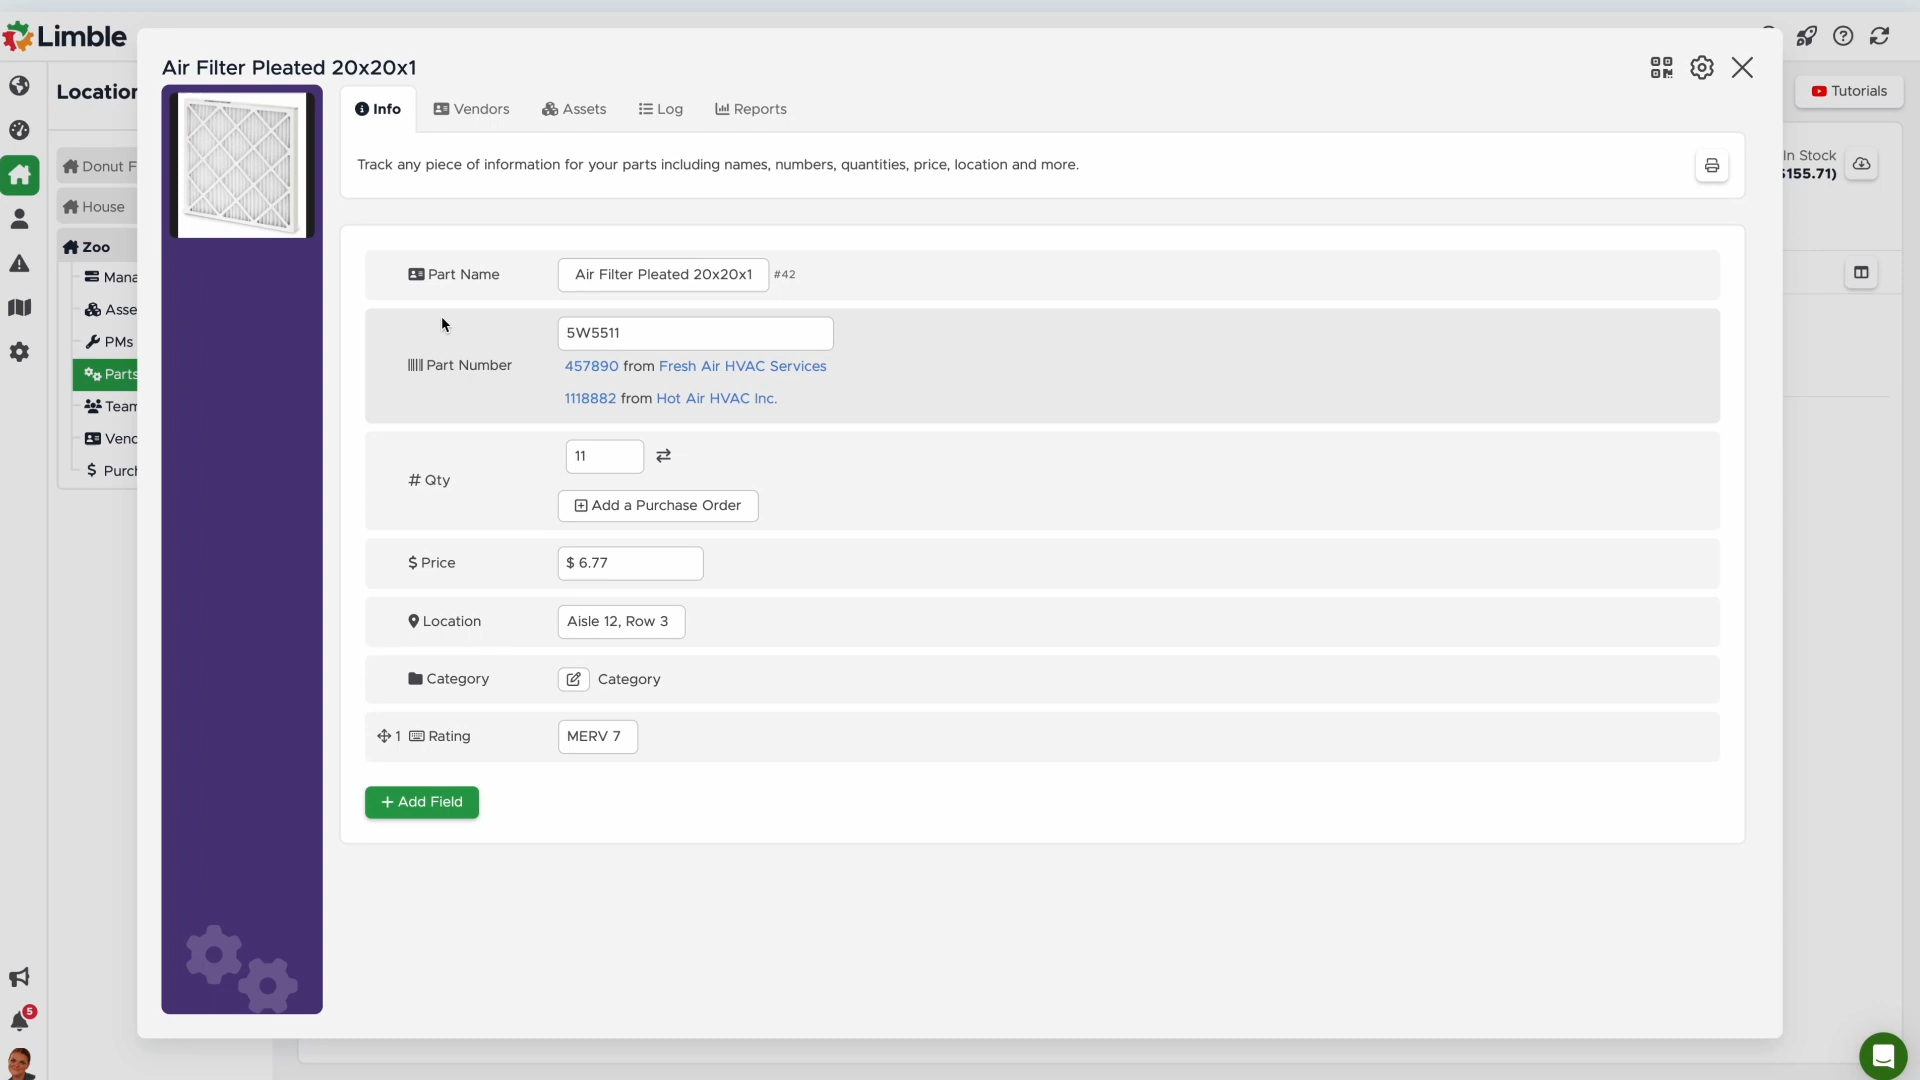 Limble
Location
Tutorials
Donut F
House
Zoo
Mana
Asse
PMs
Parts
Team
Vend
Purch
5
Air Filter Pleated 20x20x1
Info
Vendors
Assets
Log
Reports
Track any piece of information for your parts including names, numbers, quantities, price, location and more.
Part Name
Air Filter Pleated 20x20x1
#42
Part Number
5W5511
457890 from Fresh Air HVAC Services
1118882 from Hot Air HVAC Inc.
# Qty
11
Add a Purchase Order
$ Price
$ 6.77
Location
Aisle 12, Row 3
Category
Category
1 Rating
MERV 7
+ Add Field
In Stock
155.71)